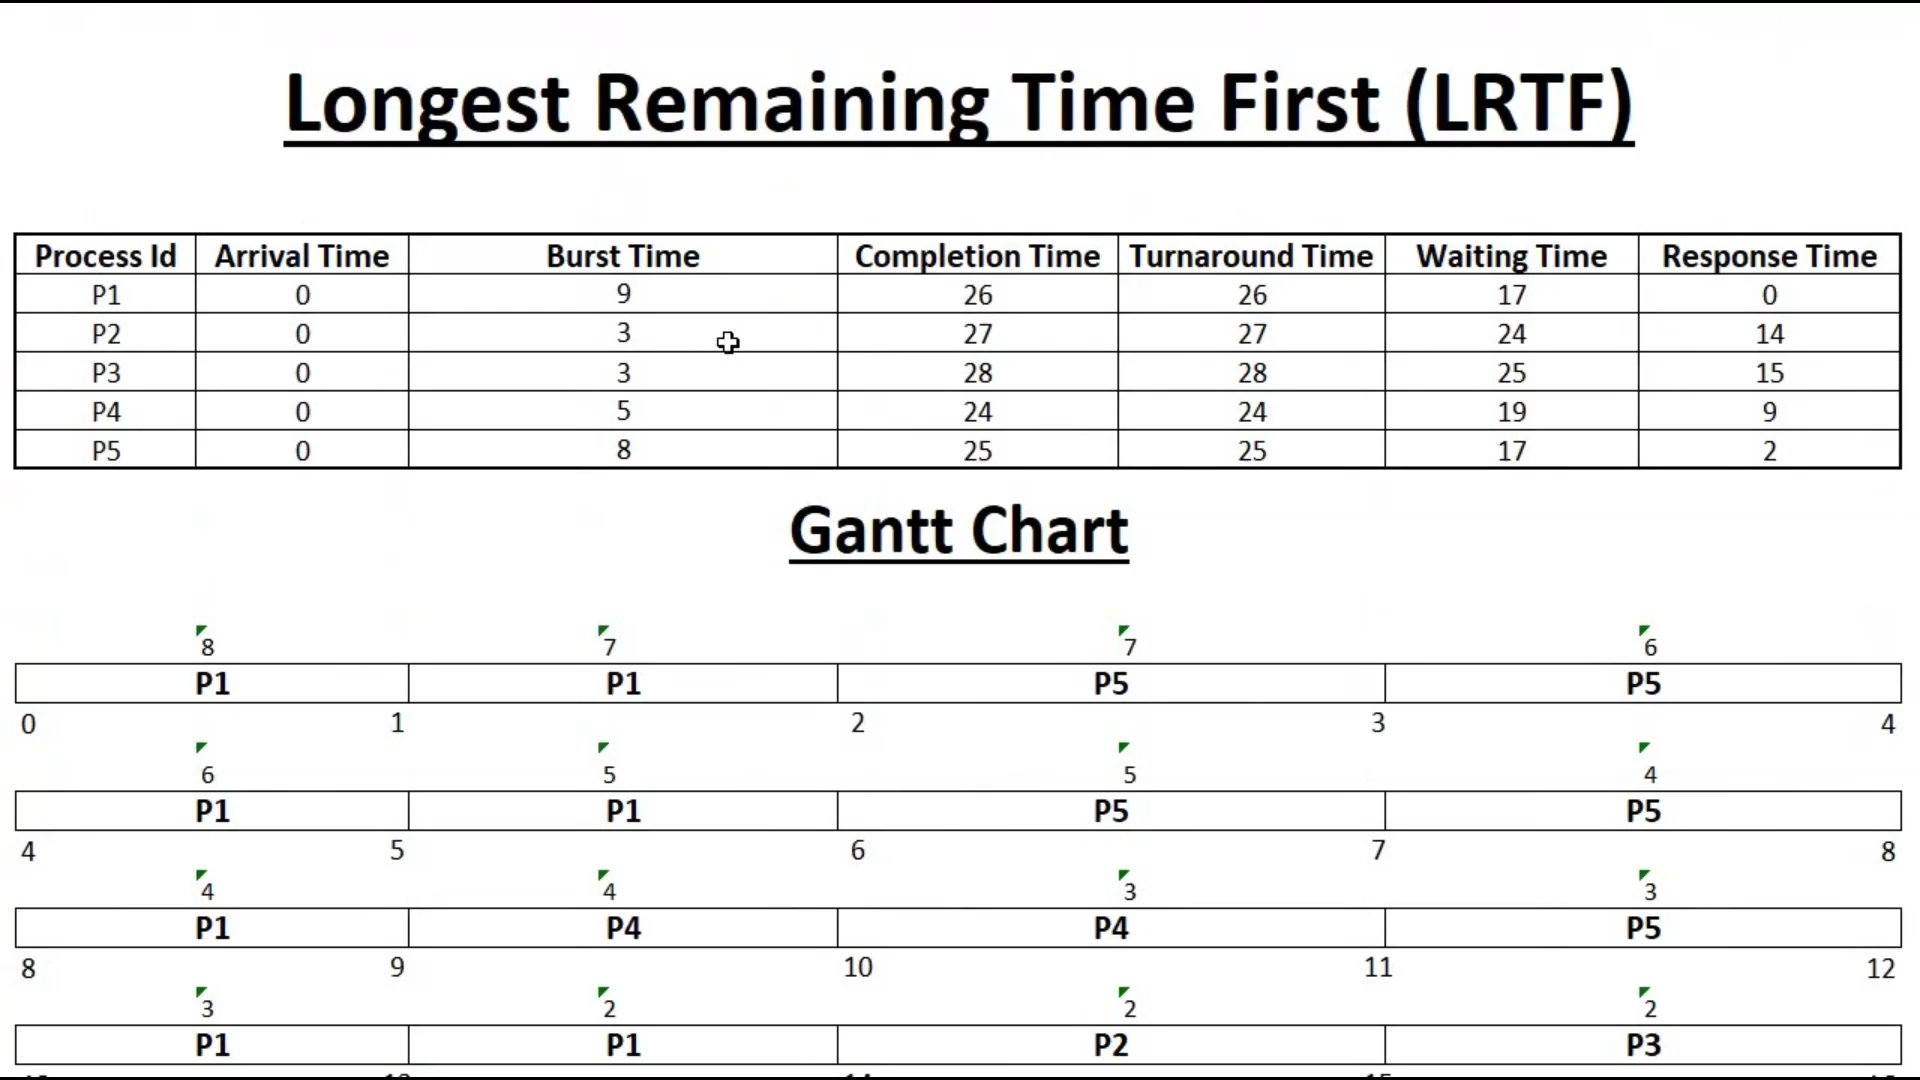 Longest Remaining Time First (LRTF)
Process Id Arrival Time Burst Time Completion Time Turnaround Time Waiting Time Response Time
P1 0 9 26 26 17 0
P2 0 3 27 27 24 14
P3 0 3 28 28 25 15
P4 0 5 24 24 19 9
P5 0 8 25 25 17 2
Gantt Chart
8 7 7 6
P1 P1 P5 P5
0 1 2 3 4
6 5 5 4
P1 P1 P5 P5
4 5 6 7 8
4 4 3 3
P1 P4 P4 P5
8 9 10 11 12
3 2 2 2
P1 P1 P2 P3